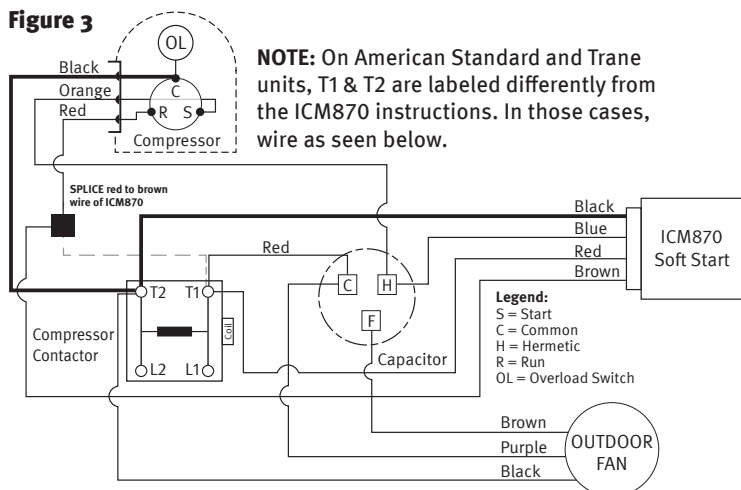 Figure 3
NOTE: On American Standard and Trane
units, T1 & T2 are labeled differently from
the ICM870 instructions. In those cases,
wire as seen below.
OL
Black
Orange
Red
C
R
S
Compressor
SPLICE red to brown
wire of ICM870
Red
C
H
F
Capacitor
T2
T1
Coil
L2
L1
Compressor
Contactor
Black
Blue
Red
Brown
ICM870
Soft Start
Legend:
S = Start
C = Common
H = Hermetic
R = Run
OL = Overload Switch
Brown
Purple
Black
OUTDOOR
FAN